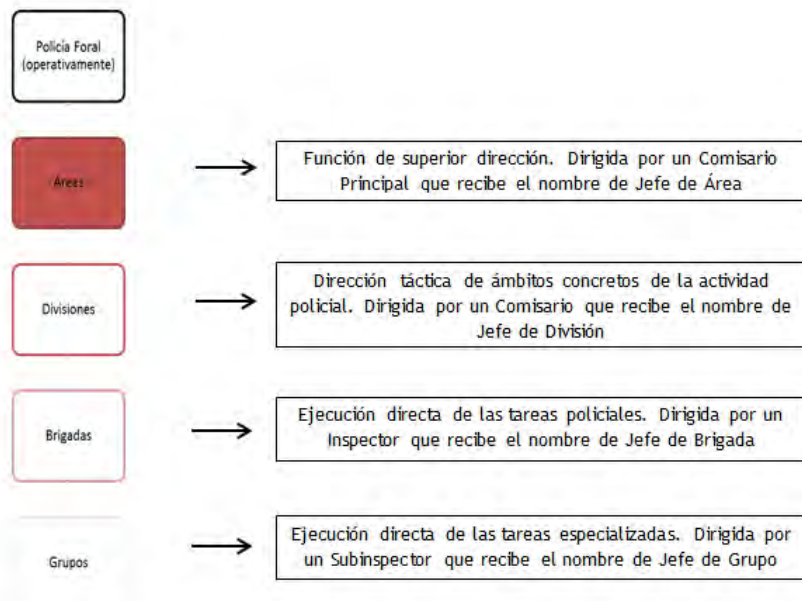 Policía Foral
(operativamente)
Áreas
Función de superior dirección. Dirigida por un Comisario
Principal que recibe el nombre de Jefe de Área
Divisiones
Dirección táctica de ámbitos concretos de la actividad
policial. Dirigida por un Comisario que recibe el nombre de
Jefe de División
Brigadas
Ejecución directa de las tareas policiales. Dirigida por un
Inspector que recibe el nombre de Jefe de Brigada
Grupos
Ejecución directa de las tareas especializadas. Dirigida por
un Subinspector que recibe el nombre de Jefe de Grupo